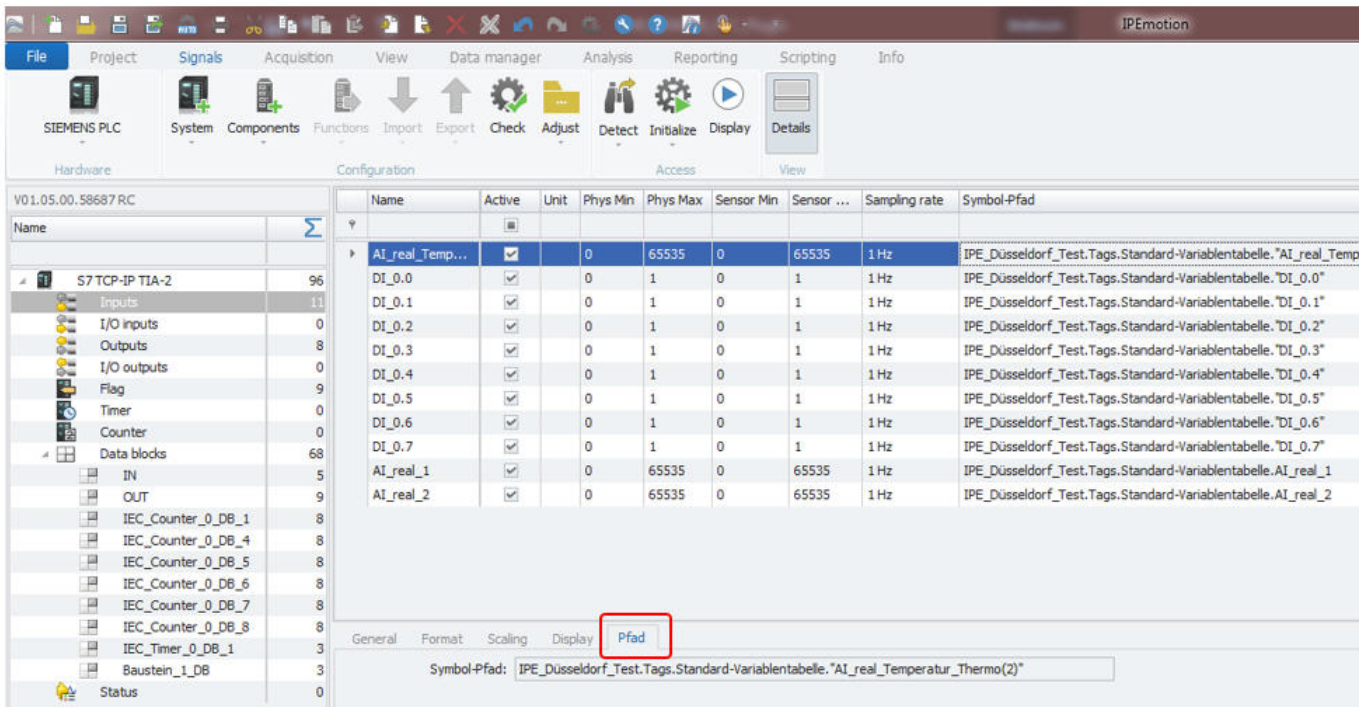 IPEmotion
File Project Signals Acquisition View Data manager Analysis Reporting Scripting Info
SIEMENS PLC System Components Functions Import Export Check Adjust Detect Initialize Display Details
Hardware Configuration Access View
V01.05.00.58687 RC
Name Σ
S7 TCP-IP TIA-2 96
Inputs 11
I/O inputs 0
Outputs 8
I/O outputs 0
Flag 9
Timer 0
Counter 0
Data blocks 68
IN 5
OUT 9
IEC_Counter_0_DB_1 8
IEC_Counter_0_DB_4 8
IEC_Counter_0_DB_5 8
IEC_Counter_0_DB_6 8
IEC_Counter_0_DB_7 8
IEC_Counter_0_DB_8 8
IEC_Timer_0_DB_1 3
Baustein_1_DB 3
Status 0
Name Active Unit Phys Min Phys Max Sensor Min Sensor ... Sampling rate Symbol-Pfad
AI_real_Temp... 0 65535 0 65535 1 Hz IPE_Düsseldorf_Test.Tags.Standard-Variablentabelle."AI_real_Temp
DI_0.0 0 1 0 1 1 Hz IPE_Düsseldorf_Test.Tags.Standard-Variablentabelle."DI_0.0"
DI_0.1 0 1 0 1 1 Hz IPE_Düsseldorf_Test.Tags.Standard-Variablentabelle."DI_0.1"
DI_0.2 0 1 0 1 1 Hz IPE_Düsseldorf_Test.Tags.Standard-Variablentabelle."DI_0.2"
DI_0.3 0 1 0 1 1 Hz IPE_Düsseldorf_Test.Tags.Standard-Variablentabelle."DI_0.3"
DI_0.4 0 1 0 1 1 Hz IPE_Düsseldorf_Test.Tags.Standard-Variablentabelle."DI_0.4"
DI_0.5 0 1 0 1 1 Hz IPE_Düsseldorf_Test.Tags.Standard-Variablentabelle."DI_0.5"
DI_0.6 0 1 0 1 1 Hz IPE_Düsseldorf_Test.Tags.Standard-Variablentabelle."DI_0.6"
DI_0.7 0 1 0 1 1 Hz IPE_Düsseldorf_Test.Tags.Standard-Variablentabelle."DI_0.7"
AI_real_1 0 65535 0 65535 1 Hz IPE_Düsseldorf_Test.Tags.Standard-Variablentabelle.AI_real_1
AI_real_2 0 65535 0 65535 1 Hz IPE_Düsseldorf_Test.Tags.Standard-Variablentabelle.AI_real_2
General Format Scaling Display Pfad
Symbol-Pfad: IPE_Düsseldorf_Test.Tags.Standard-Variablentabelle."AI_real_Temperatur_Thermo(2)"